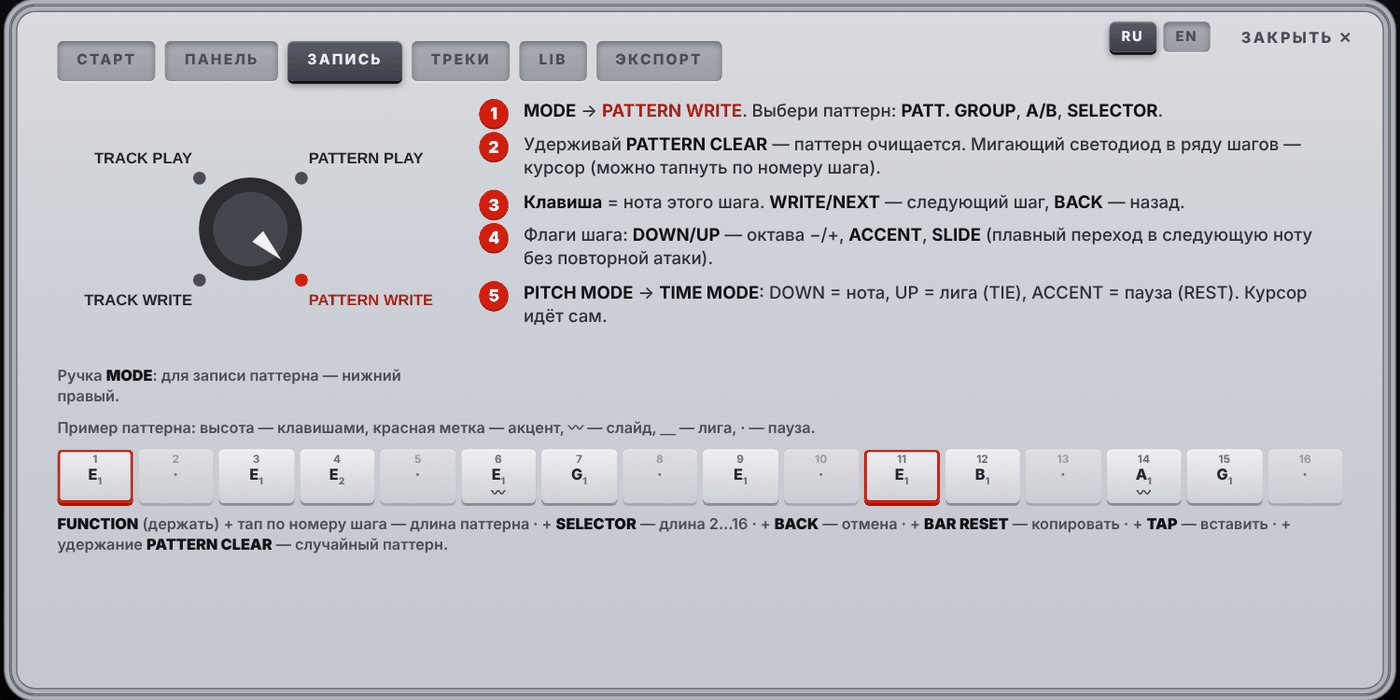 RU EN ЗАКРЫТЬ ×
СТАРТ ПАНЕЛЬ ЗАПИСЬ ТРЕКИ LIB ЭКСПОРТ
TRACK PLAY PATTERN PLAY
TRACK WRITE PATTERN WRITE
1 MODE → PATTERN WRITE. Выбери паттерн: PATT. GROUP, A/B, SELECTOR.
2 Удерживай PATTERN CLEAR — паттерн очищается. Мигающий светодиод в ряду шагов —
курсор (можно тапнуть по номеру шага).
3 Клавиша = нота этого шага. WRITE/NEXT — следующий шаг, BACK — назад.
4 Флаги шага: DOWN/UP — октава −/+, ACCENT, SLIDE (плавный переход в следующую ноту
без повторной атаки).
5 PITCH MODE → TIME MODE: DOWN = нота, UP = лига (TIE), ACCENT = пауза (REST). Курсор
идёт сам.
Ручка MODE: для записи паттерна — нижний
правый.
Пример паттерна: высота — клавишами, красная метка — акцент, 〰 — слайд, __ — лига, · — пауза.
1 2 3 4 5 6 7 8 9 10 11 12 13 14 15 16
E₁ · E₁ E₂ · E₁ G₁ · E₁ · E₁ B₁ · A₁ G₁ ·
〰 〰
FUNCTION (держать) + тап по номеру шага — длина паттерна · + SELECTOR — длина 2…16 · + BACK — отмена · + BAR RESET — копировать · + TAP — вставить · +
удержание PATTERN CLEAR — случайный паттерн.